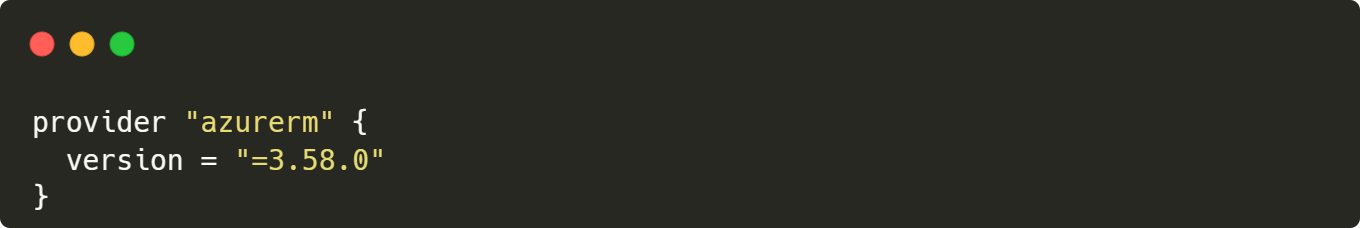 provider "azurerm" {
  version = "=3.58.0"
}